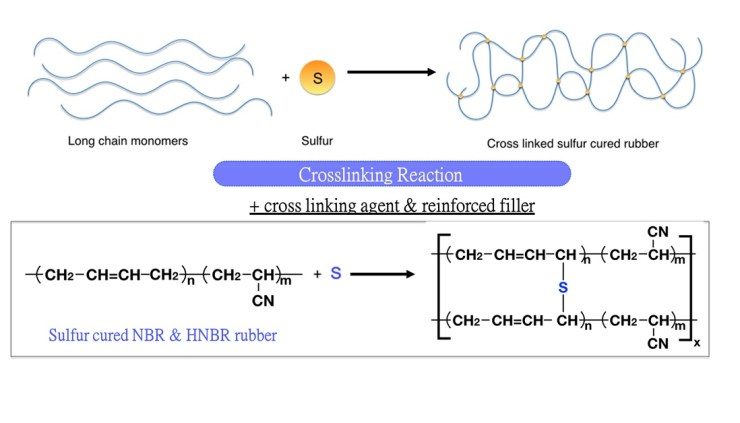 + S
Long chain monomers
Sulfur
Cross linked sulfur cured rubber
Crosslinking Reaction
+ cross linking agent & reinforced filler
(CH2-CH=CH-CH2)n(CH2-CH)m + S
CN
Sulfur cured NBR & HNBR rubber
CN
[(CH2-CH=CH-CH)n(CH2-CH)m
S
(CH2-CH=CH-CH)n(CH2-CH)m]x
CN